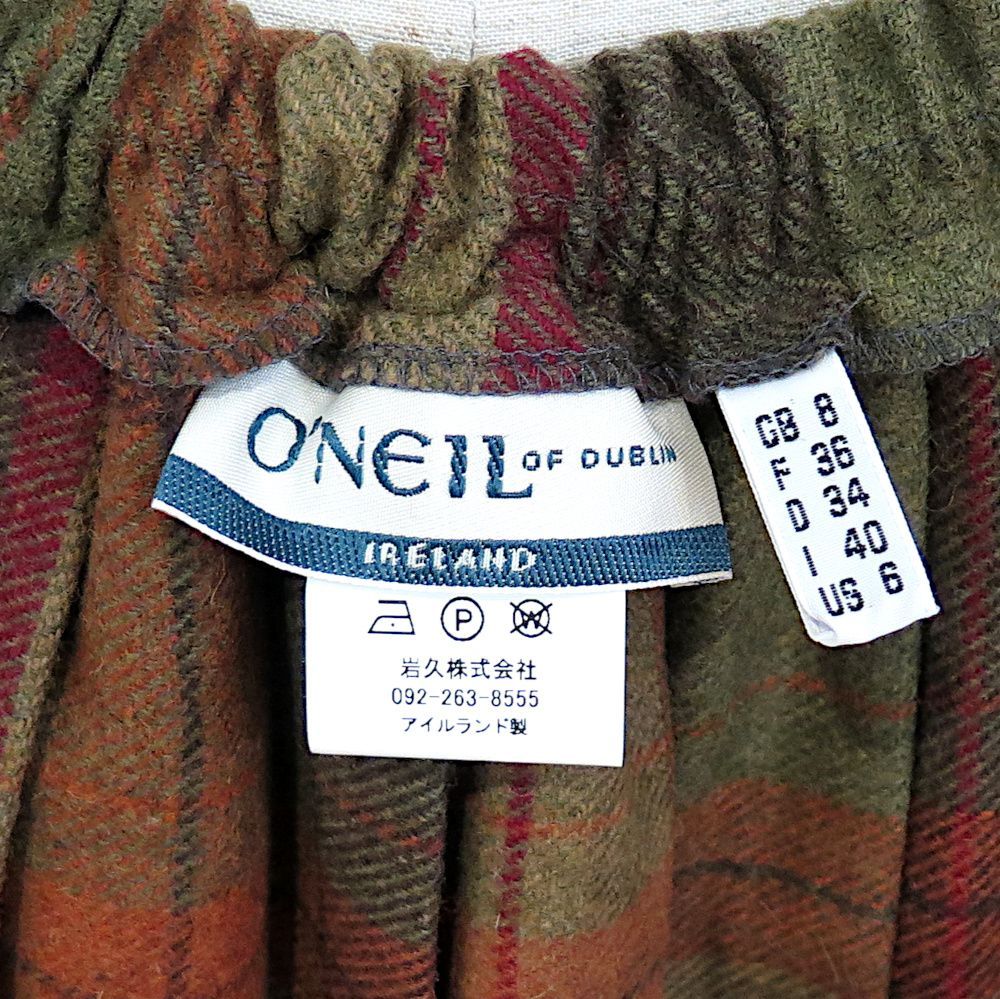 O'NEIL OF DUBLIN
IRELAND
GB 8
F 36
D 34
I 40
US 6
P W
岩久株式会社
092-263-8555
アイルランド製